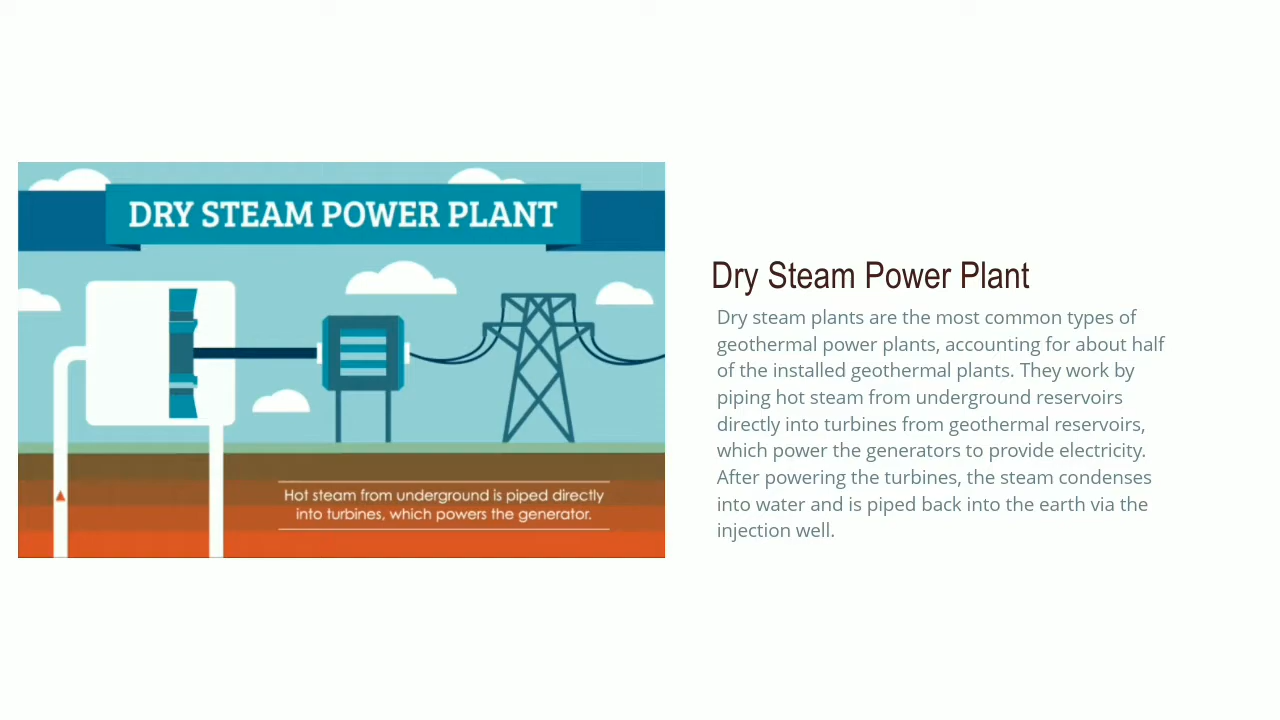 DRY STEAM POWER PLANT
Hot steam from underground is piped directly
into turbines, which powers the generator.
Dry Steam Power Plant
Dry steam plants are the most common types of
geothermal power plants, accounting for about half
of the installed geothermal plants. They work by
piping hot steam from underground reservoirs
directly into turbines from geothermal reservoirs,
which power the generators to provide electricity.
After powering the turbines, the steam condenses
into water and is piped back into the earth via the
injection well.